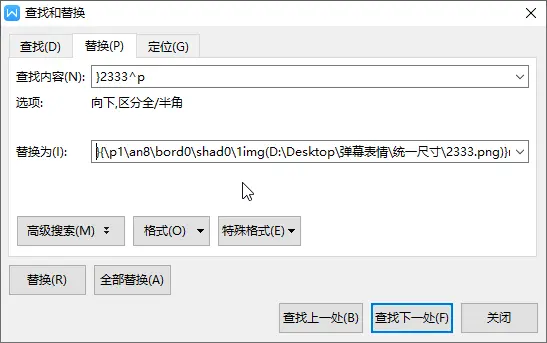 查找和替换
查找(D) 替换(P) 定位(G)
查找内容(N): }2333^p
选项: 向下,区分全/半角
替换为(I): }{\p1\an8\bord0\shad0\1img(D:\Desktop\弹幕表情\统一尺寸\2333.png)}
高级搜索(M) 格式(O) 特殊格式(E)
替换(R) 全部替换(A)
查找上一处(B) 查找下一处(F) 关闭